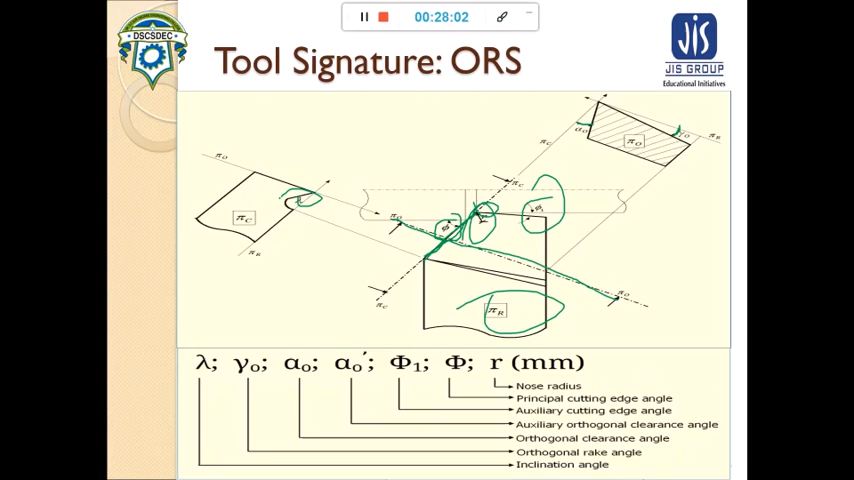 00:28:02
DSCSDEC
Tool Signature: ORS
JIS
JIS GROUP
Educational Initiatives
πC
πO
πR
αO
γO
πO
πC
πO
πC
πR
Φ
Φ1
πO
πC
πR
πO
λ; γo; αo; αo′; Φ1; Φ; r (mm)
Nose radius
Principal cutting edge angle
Auxiliary cutting edge angle
Auxiliary orthogonal clearance angle
Orthogonal clearance angle
Orthogonal rake angle
Inclination angle